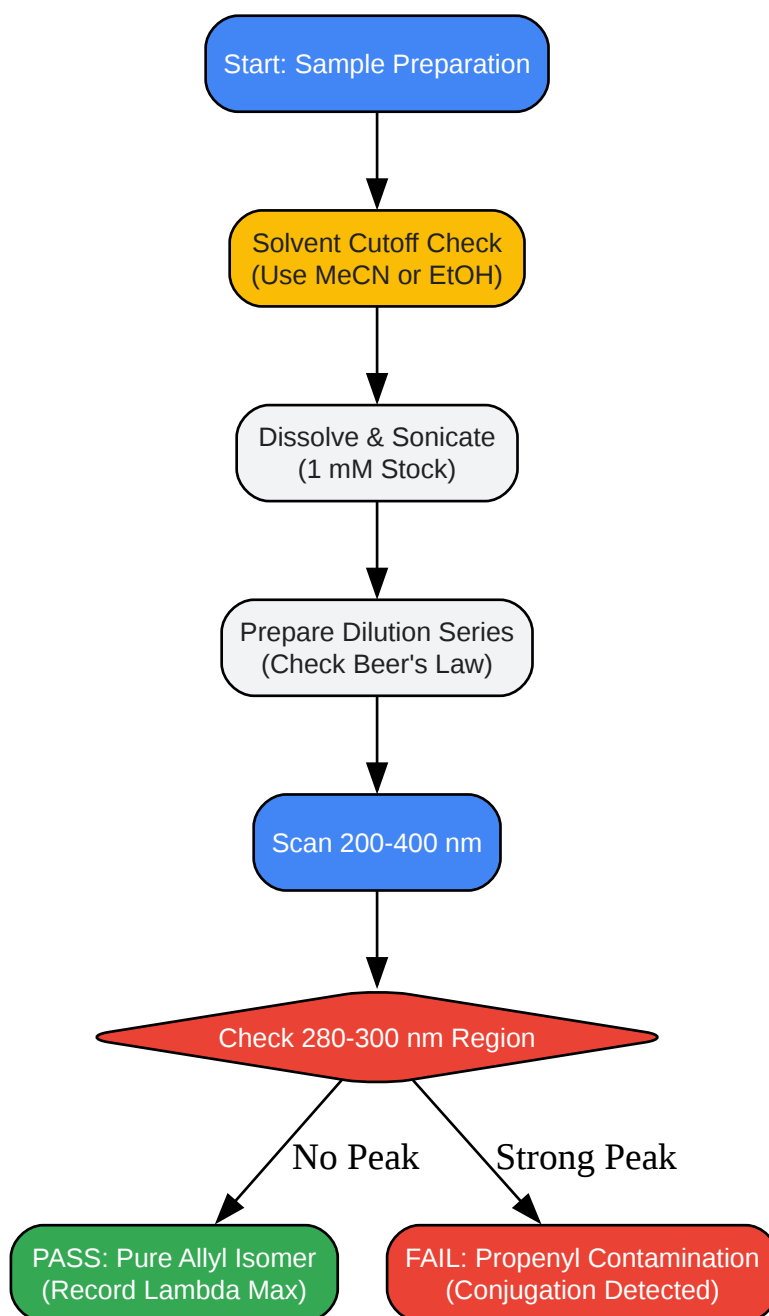 Start: Sample Preparation
Solvent Cutoff Check
(Use MeCN or EtOH)
Dissolve & Sonicate
(1 mM Stock)
Prepare Dilution Series
(Check Beer's Law)
Scan 200-400 nm
Check 280-300 nm Region
No Peak
Strong Peak
PASS: Pure Allyl Isomer
(Record Lambda Max)
FAIL: Propenyl Contamination
(Conjugation Detected)